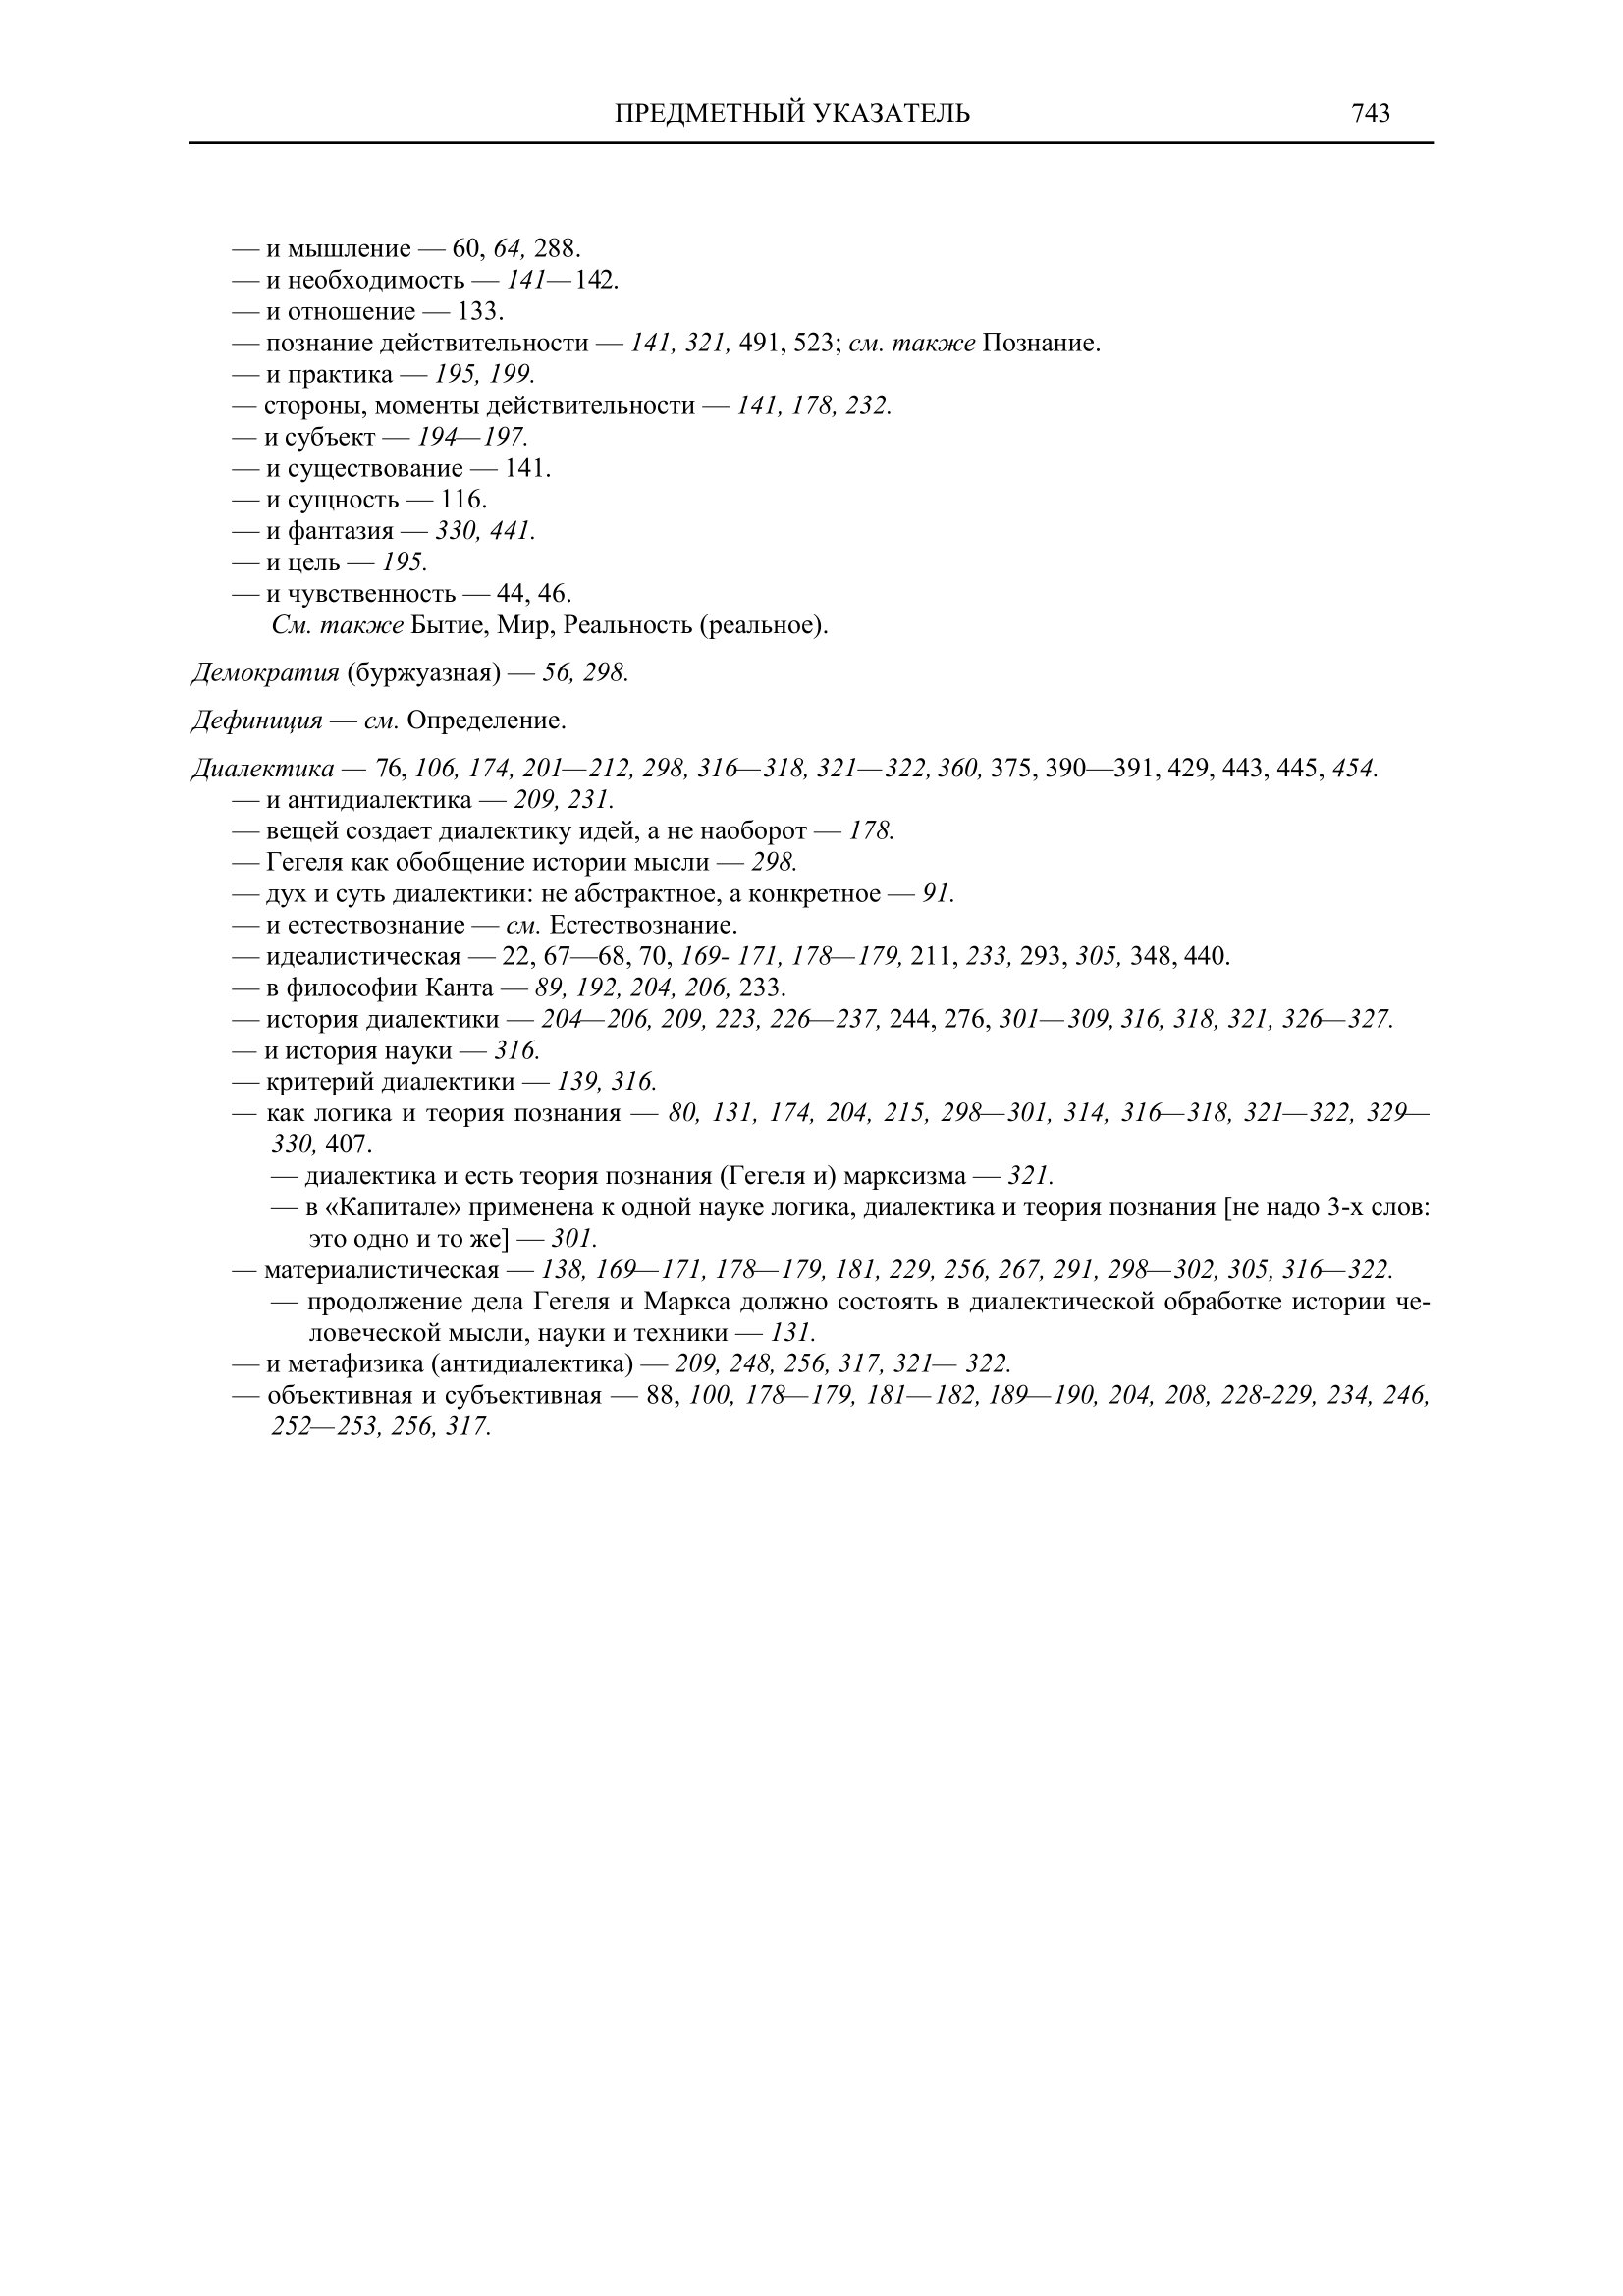 ПРЕДМЕТНЫЙ УКАЗАТЕЛЬ 743
— и мышление — 60, 64, 288.
— и необходимость — 141—142.
— и отношение — 133.
— познание действительности — 141, 321, 491, 523; см. также Познание.
— и практика — 195, 199.
— стороны, моменты действительности — 141, 178, 232.
— и субъект — 194—197.
— и существование — 141.
— и сущность — 116.
— и фантазия — 330, 441.
— и цель — 195.
— и чувственность — 44, 46.
См. также Бытие, Мир, Реальность (реальное).
Демократия (буржуазная) — 56, 298.
Дефиниция — см. Определение.
Диалектика — 76, 106, 174, 201—212, 298, 316—318, 321—322, 360, 375, 390—391, 429, 443, 445, 454.
— и антидиалектика — 209, 231.
— вещей создает диалектику идей, а не наоборот — 178.
— Гегеля как обобщение истории мысли — 298.
— дух и суть диалектики: не абстрактное, а конкретное — 91.
— и естествознание — см. Естествознание.
— идеалистическая — 22, 67—68, 70, 169- 171, 178—179, 211, 233, 293, 305, 348, 440.
— в философии Канта — 89, 192, 204, 206, 233.
— история диалектики — 204—206, 209, 223, 226—237, 244, 276, 301—309, 316, 318, 321, 326—327.
— и история науки — 316.
— критерий диалектики — 139, 316.
— как логика и теория познания — 80, 131, 174, 204, 215, 298—301, 314, 316—318, 321—322, 329—
330, 407.
— диалектика и есть теория познания (Гегеля и) марксизма — 321.
— в «Капитале» применена к одной науке логика, диалектика и теория познания [не надо 3-х слов:
это одно и то же] — 301.
— материалистическая — 138, 169—171, 178—179, 181, 229, 256, 267, 291, 298—302, 305, 316—322.
— продолжение дела Гегеля и Маркса должно состоять в диалектической обработке истории че-
ловеческой мысли, науки и техники — 131.
— и метафизика (антидиалектика) — 209, 248, 256, 317, 321— 322.
— объективная и субъективная — 88, 100, 178—179, 181—182, 189—190, 204, 208, 228-229, 234, 246,
252—253, 256, 317.